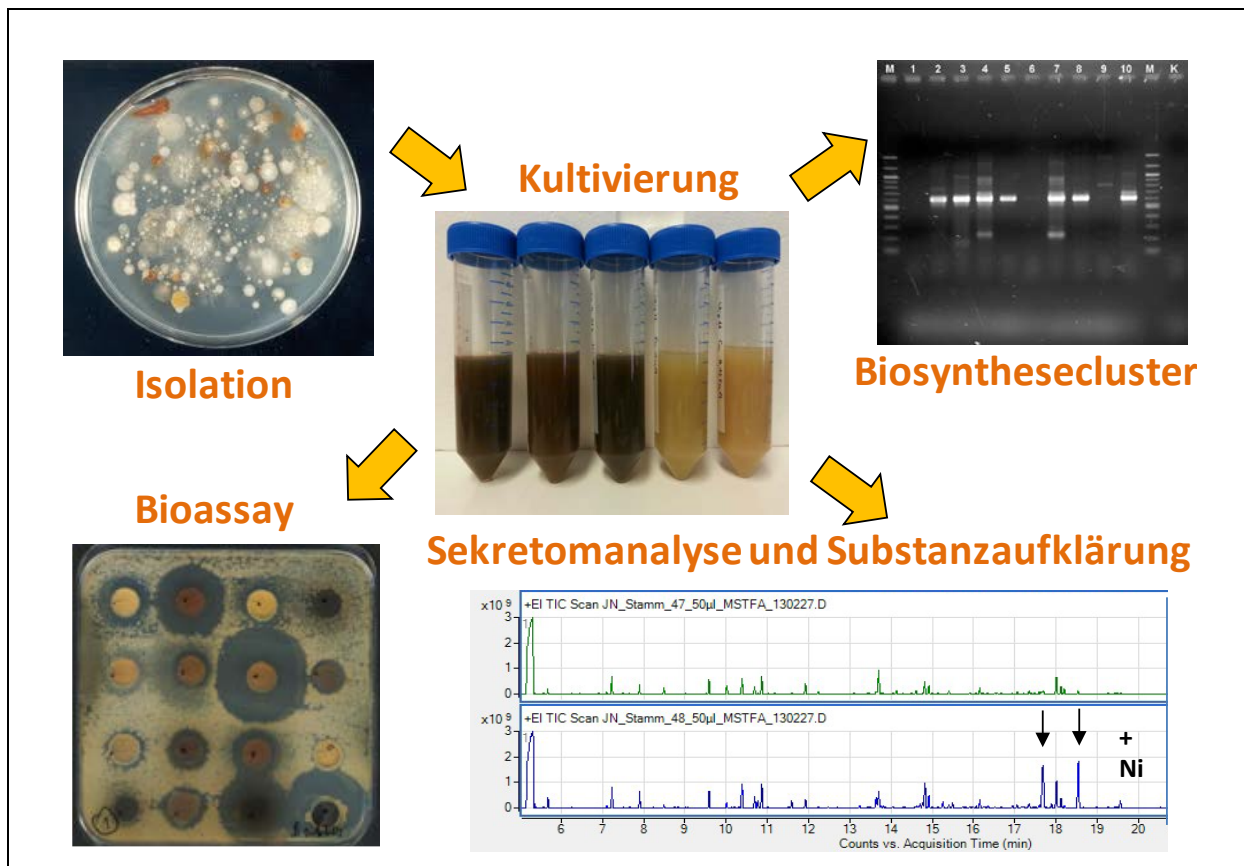 M 1 2 3 4 5 6 7 8 9 10 M K
Kultivierung
Isolation
Biosynthesecluster
Bioassay
Sekretomanalyse und Substanzaufklärung
x10 9
+EI TIC Scan JN_Stamm_47_50µl_MSTFA_130227.D
3
2
1
0
x10 9
+EI TIC Scan JN_Stamm_48_50µl_MSTFA_130227.D
3
2
1
0
+
Ni
6 7 8 9 10 11 12 13 14 15 16 17 18 19 20
Counts vs. Acquisition Time (min)
1